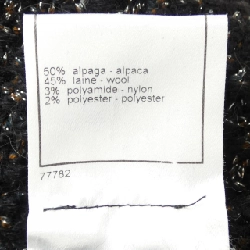 50% alpaga - alpaca
45% laine - wool
3% polyamide - nylon
2% polyester - polyester
77782